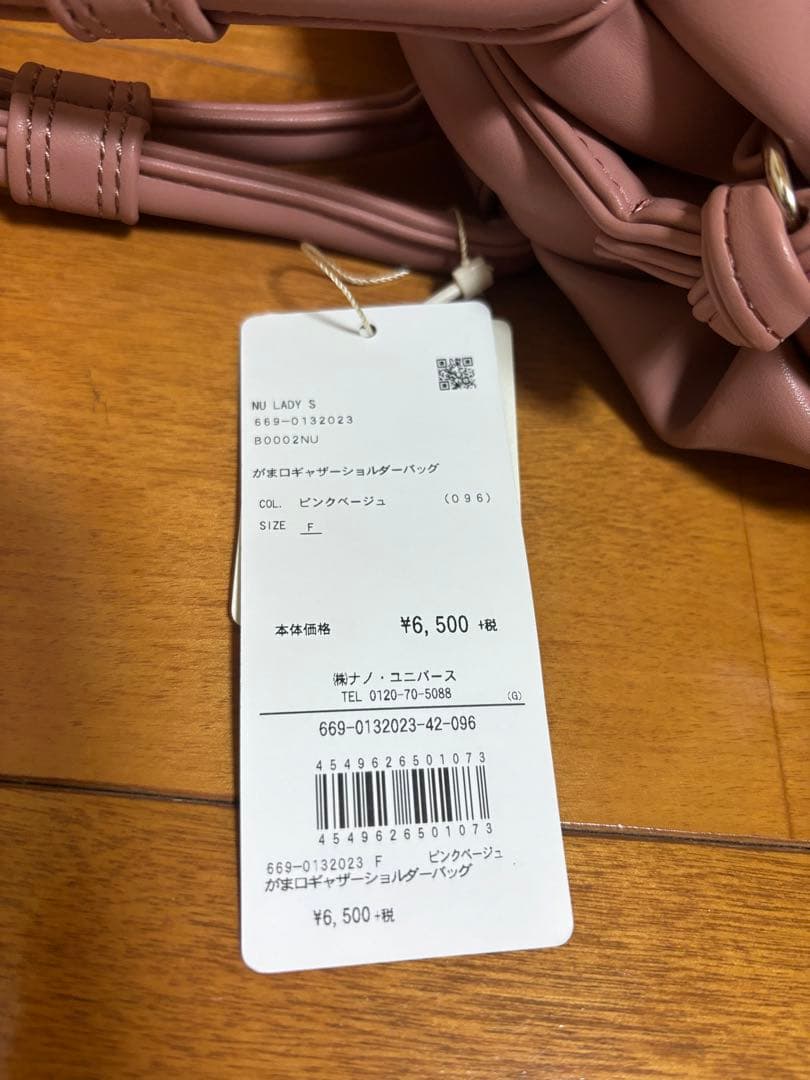 NU LADY S
669-0132023
B0002NU
がま口ギャザーショルダーバッグ
COL. ピンクベージュ (096)
SIZE F
本体価格 ¥6,500 +税
㈱ナノ・ユニバース
TEL 0120-70-5088 (G)
669-0132023-42-096
4549626501073
4549626501073
669-0132023 F ピンクベージュ
がま口ギャザーショルダーバッグ
¥6,500+税